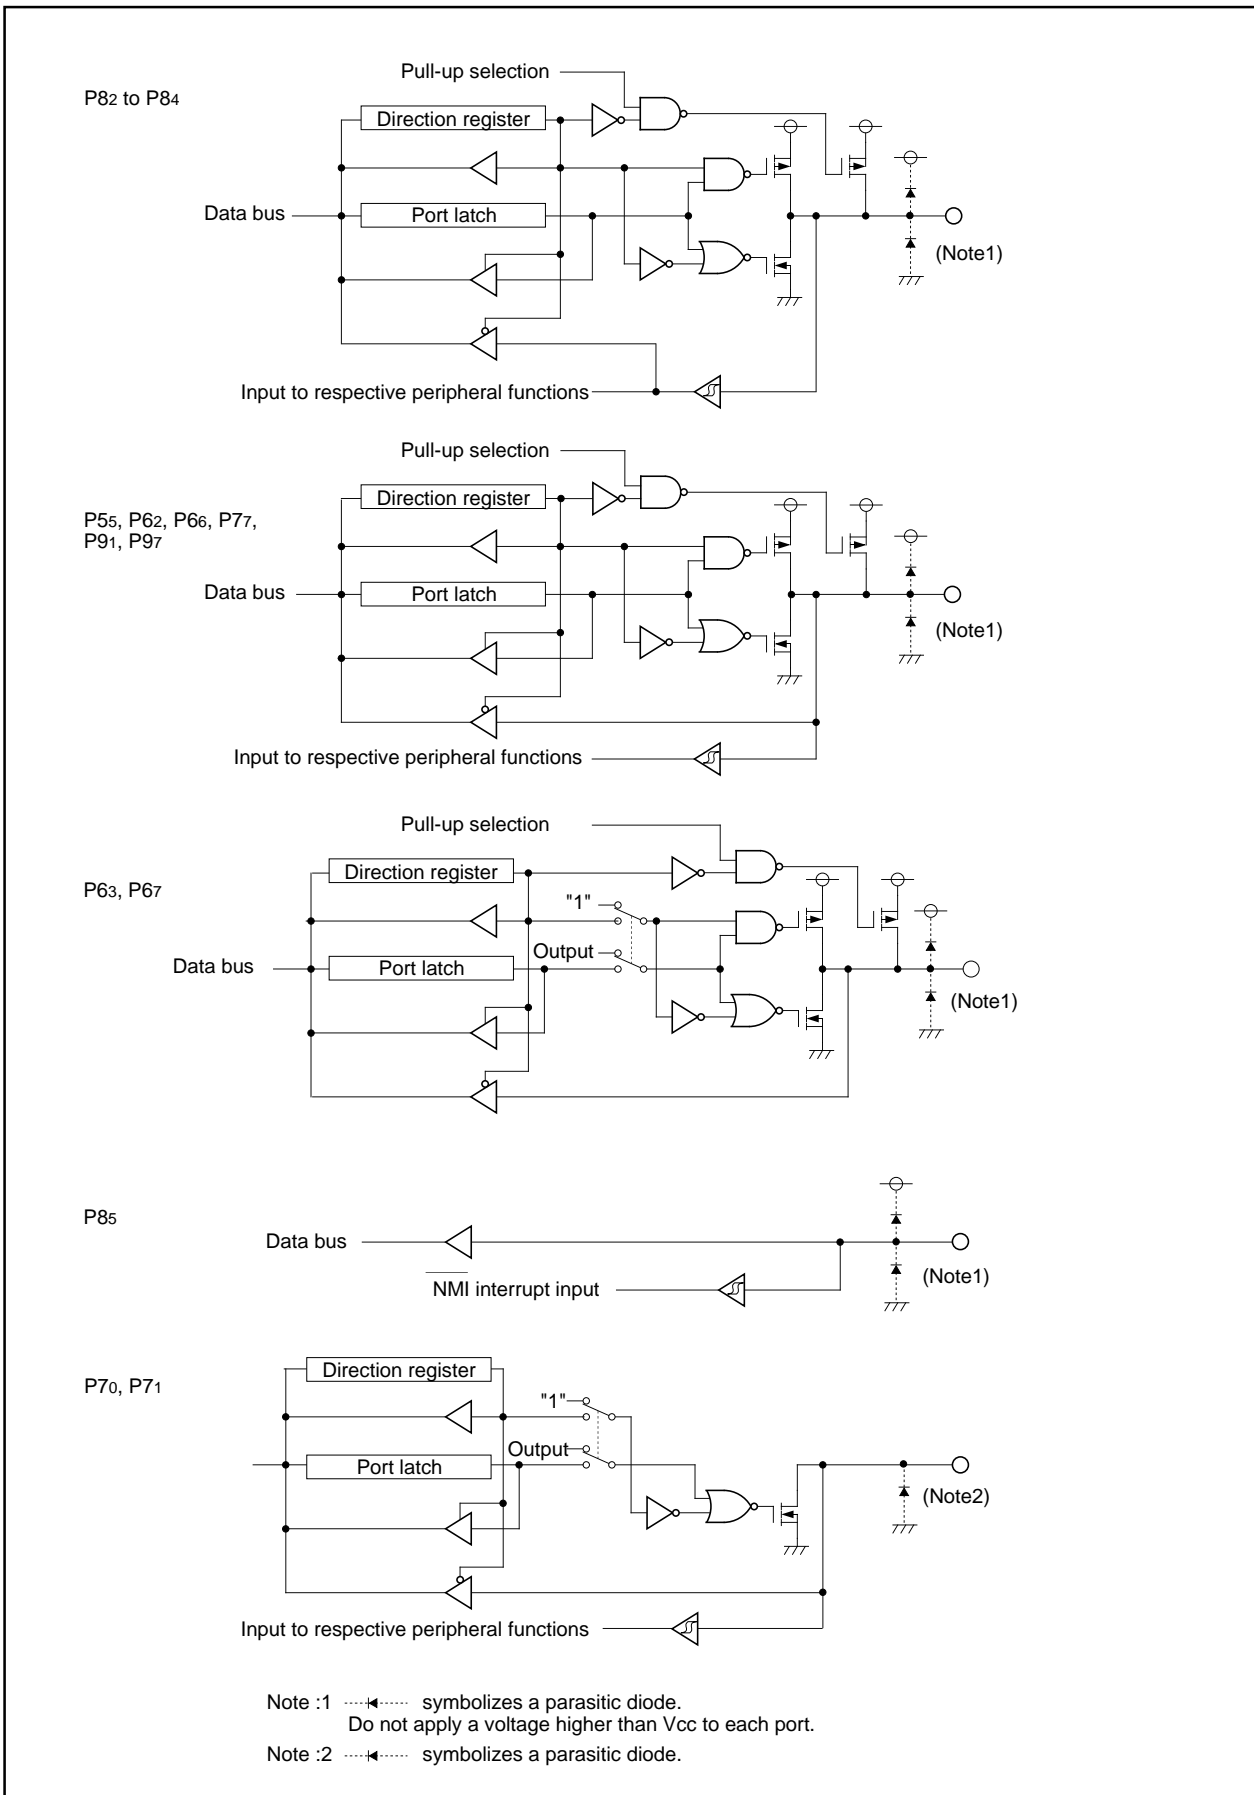 Pull-up selection
P82 to P84
Direction register
Data bus
Port latch
(Note1)
Input to respective peripheral functions
Pull-up selection
Direction register
P55, P62, P66, P77,
P91, P97
Data bus
Port latch
(Note1)
Input to respective peripheral functions
Pull-up selection
Direction register
P63, P67
"1"
Output
Data bus
Port latch
(Note1)
P85
Data bus
(Note1)
NMI interrupt input
Direction register
P70, P71
"1"
Output
Port latch
(Note2)
Input to respective peripheral functions
Note :1 symbolizes a parasitic diode.
Do not apply a voltage higher than Vcc to each port.
Note :2 symbolizes a parasitic diode.